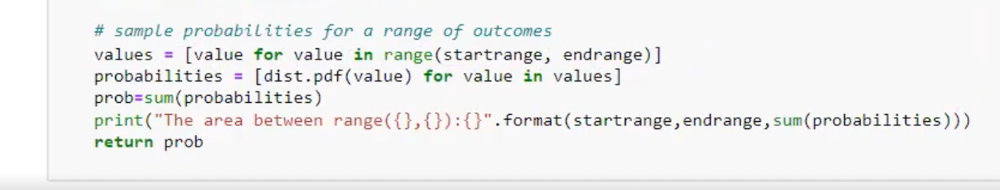 # sample probabilities for a range of outcomes
values = [value for value in range(startrange, endrange)]
probabilities = [dist.pdf(value) for value in values]
prob=sum(probabilities)
print("The area between range({},{}):{}".format(startrange,endrange,sum(probabilities)))
return prob